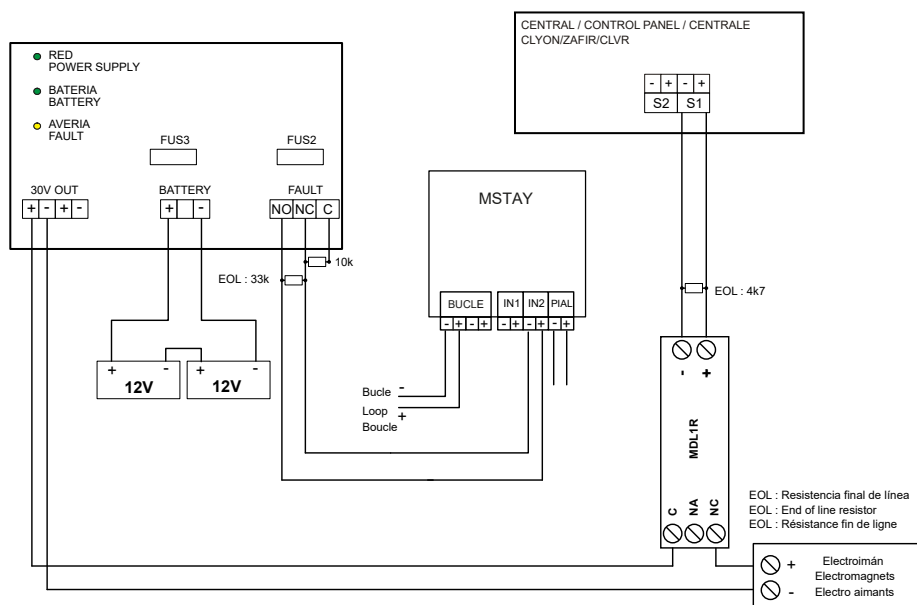 CENTRAL / CONTROL PANEL / CENTRALE
CLYON/ZAFIR/CLVR
- + - +
S2 S1
RED
POWER SUPPLY
BATERIA
BATTERY
AVERIA
FAULT
FUS3
FUS2
30V OUT
BATTERY
FAULT
+ - + -
+ -
NO NC C
10k
EOL : 33k
MSTAY
BUCLE
IN1 IN2 PIAL
- + - +
- + - + - +
EOL : 4k7
+ - + -
12V 12V
Bucle -
Loop +
Boucle
- +
MDL1R
C NA NC
EOL : Resistencia final de línea
EOL : End of line resistor
EOL : Résistance fin de ligne
+ Electroimán
Electromagnets
- Electro aimants